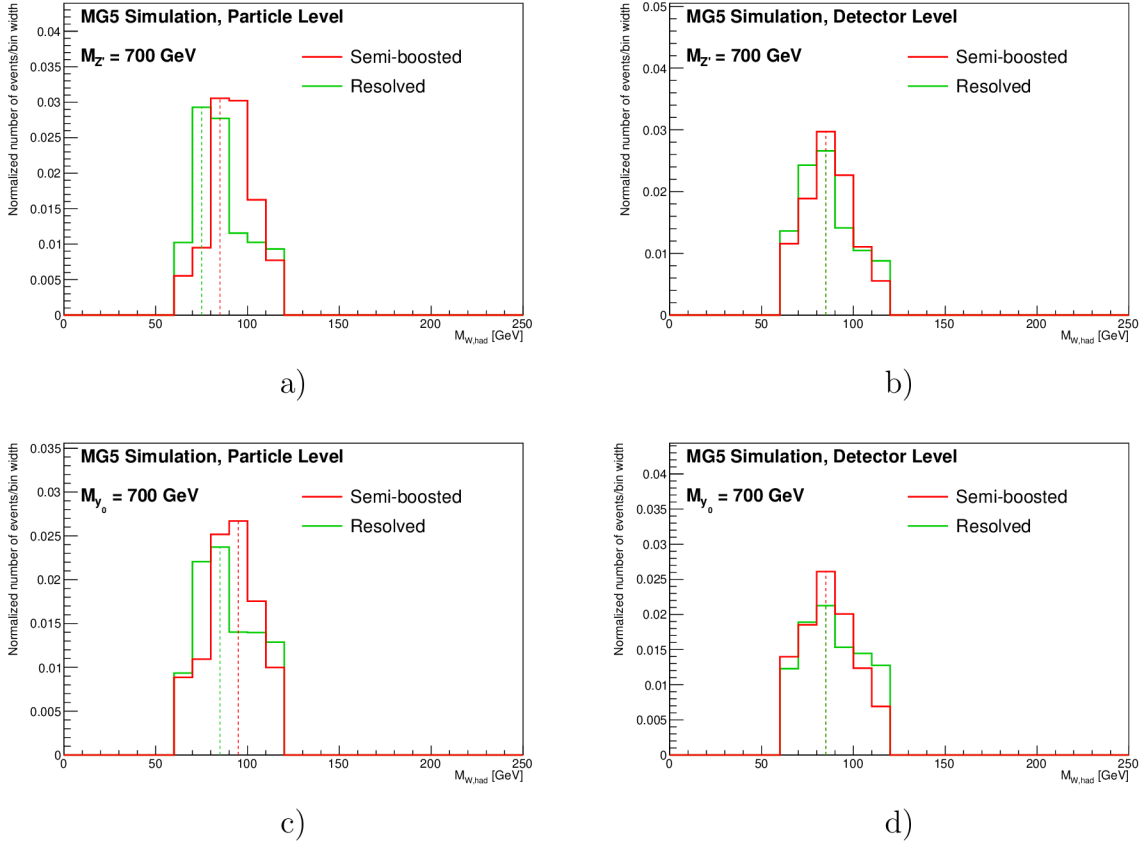 MG5 Simulation, Particle Level
M_Z' = 700 GeV
Semi-boosted
Resolved
Normalized number of events/bin width
0.04
0.035
0.03
0.025
0.02
0.015
0.01
0.005
0
0 50 100 150 200 250
M_W,had [GeV]
a)
MG5 Simulation, Detector Level
M_Z' = 700 GeV
Semi-boosted
Resolved
Normalized number of events/bin width
0.05
0.04
0.03
0.02
0.01
0
0 50 100 150 200 250
M_W,had [GeV]
b)
MG5 Simulation, Particle Level
M_y_0 = 700 GeV
Semi-boosted
Resolved
Normalized number of events/bin width
0.035
0.03
0.025
0.02
0.015
0.01
0.005
0
0 50 100 150 200 250
M_W,had [GeV]
c)
MG5 Simulation, Detector Level
M_y_0 = 700 GeV
Semi-boosted
Resolved
Normalized number of events/bin width
0.04
0.035
0.03
0.025
0.02
0.015
0.01
0.005
0
0 50 100 150 200 250
M_W,had [GeV]
d)